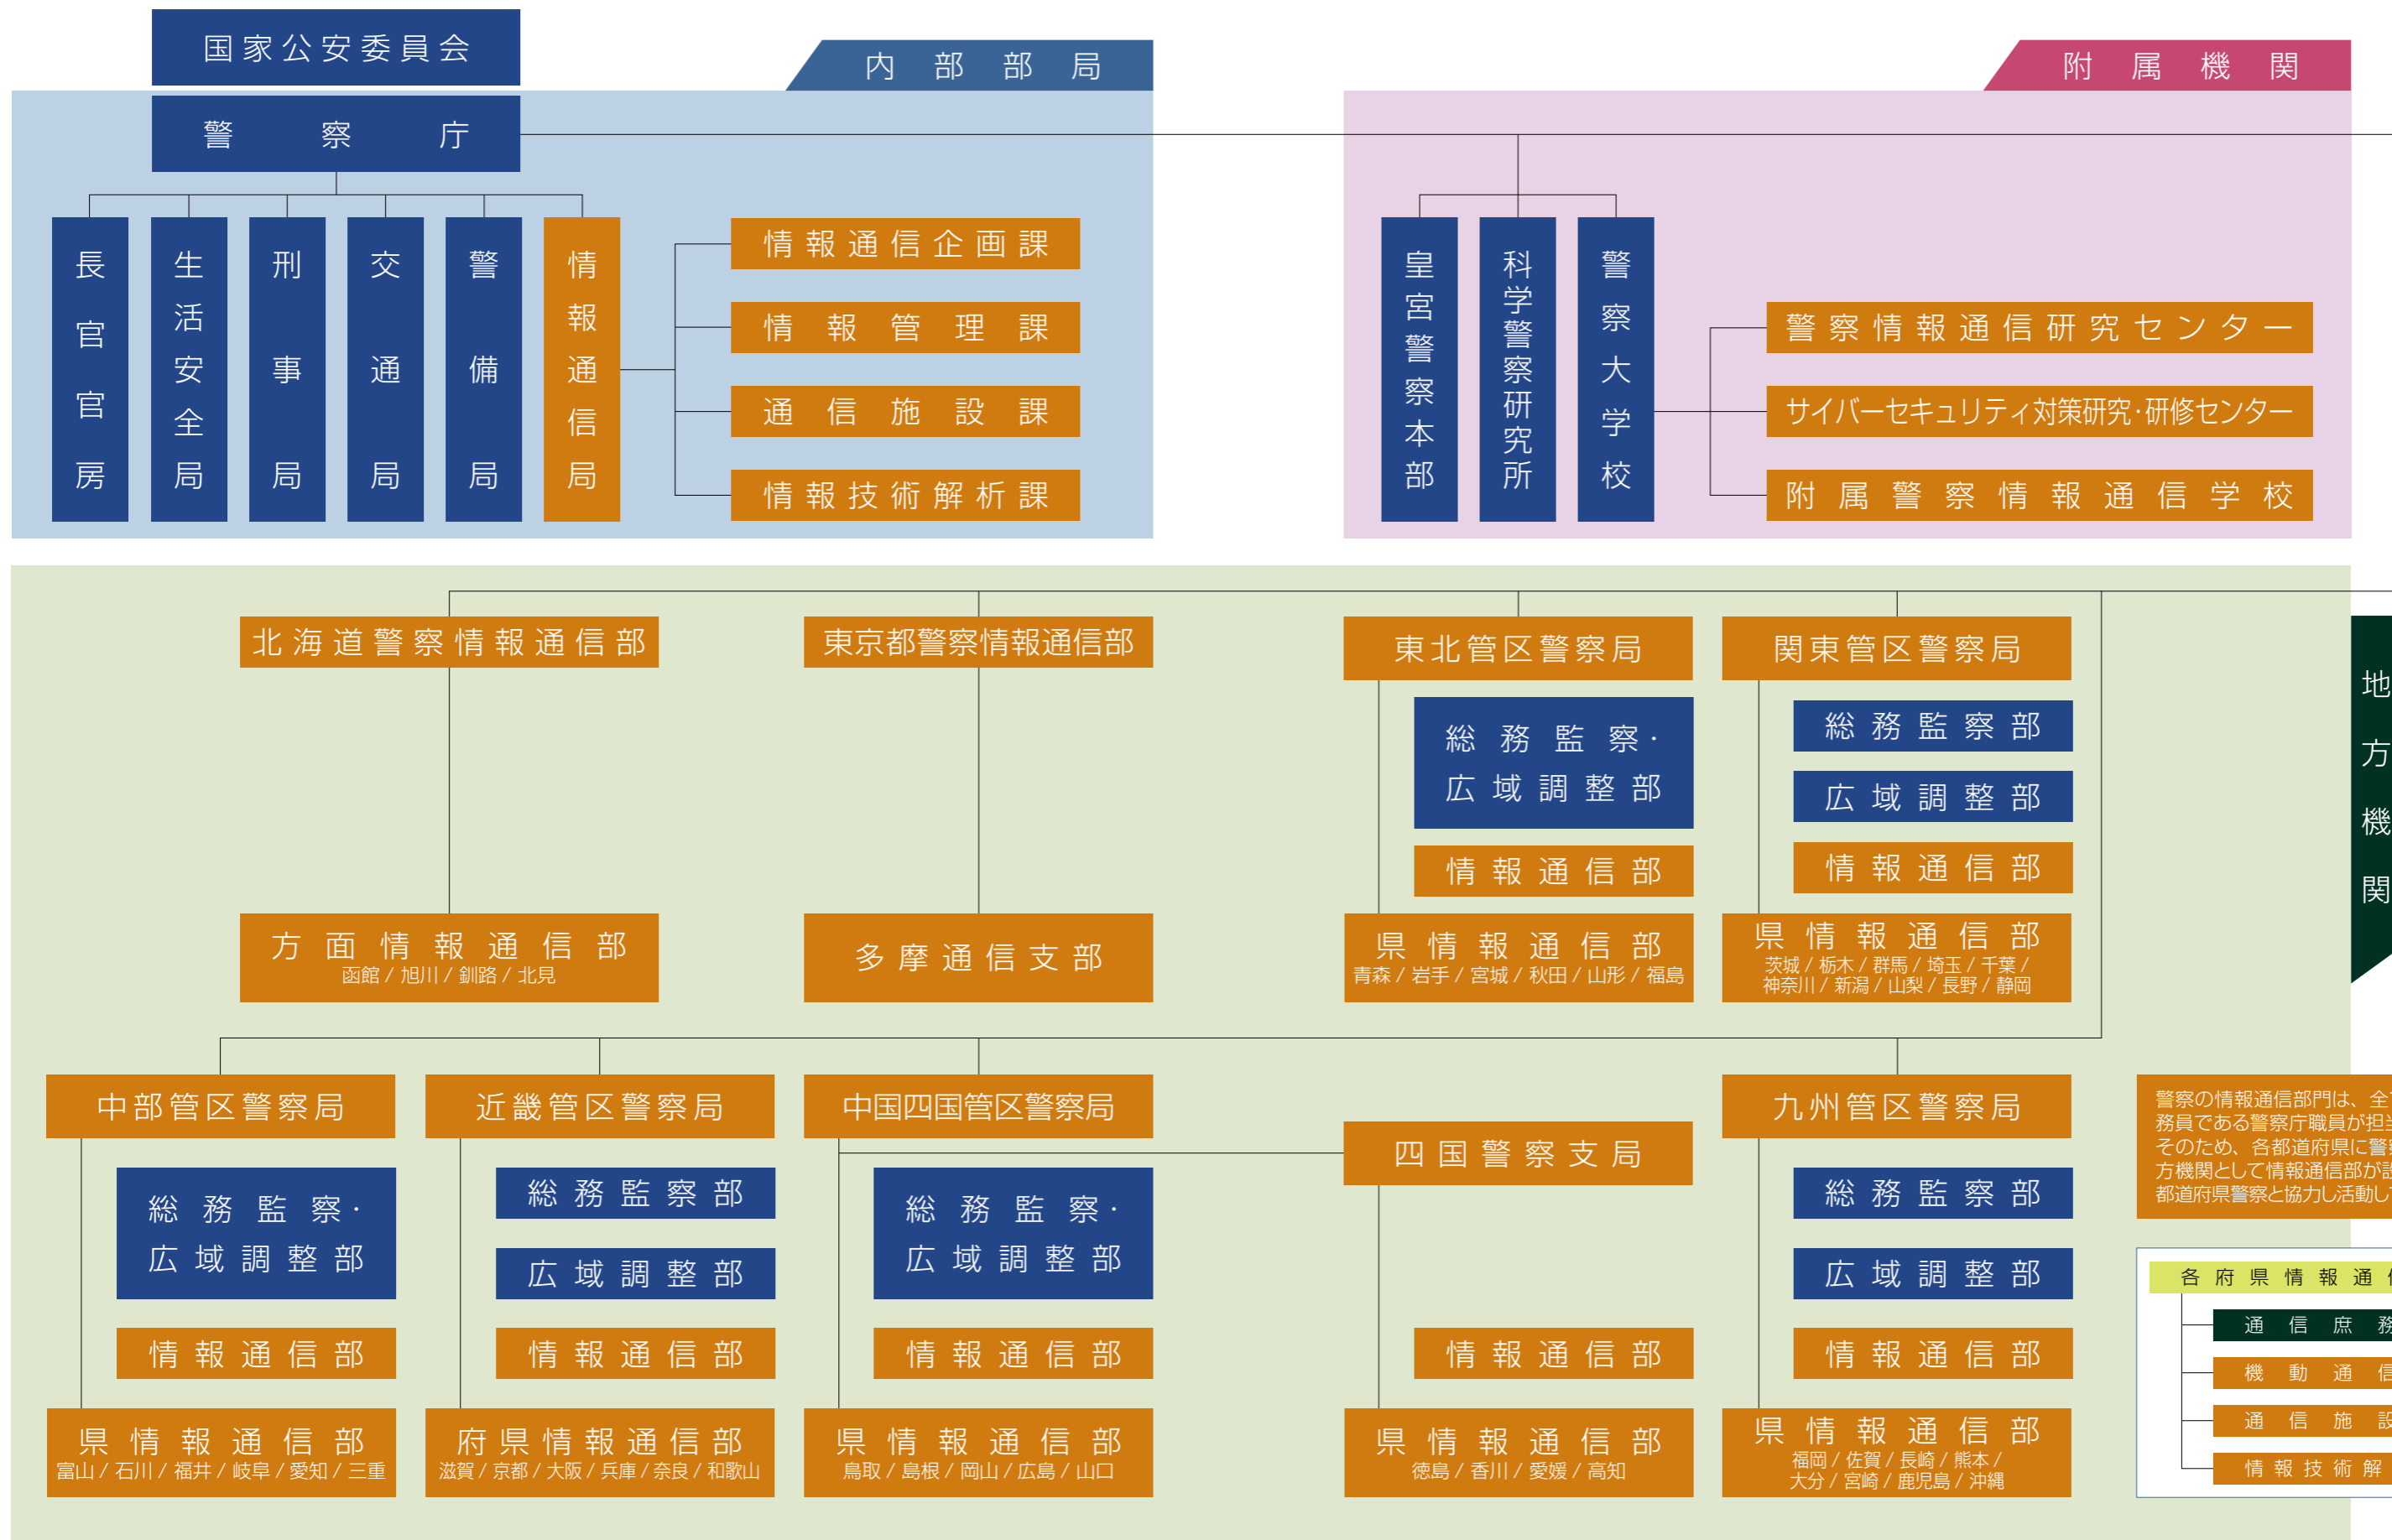 国家公安委員会
内部部局
附属機関
警察庁
長官官房
生活安全局
刑事局
交通局
警備局
情報通信局
情報通信企画課
情報管理課
通信施設課
情報技術解析課
皇宮警察本部
科学警察研究所
警察大学校
警察情報通信研究センター
サイバーセキュリティ対策研究・研修センター
附属警察情報通信学校
地方機関
北海道警察情報通信部
方面情報通信部
函館 / 旭川 / 釧路 / 北見
東京都警察情報通信部
多摩通信支部
東北管区警察局
総務監察・
広域調整部
情報通信部
県情報通信部
青森 / 岩手 / 宮城 / 秋田 / 山形 / 福島
関東管区警察局
総務監察部
広域調整部
情報通信部
県情報通信部
茨城 / 栃木 / 群馬 / 埼玉 / 千葉 /
神奈川 / 新潟 / 山梨 / 長野 / 静岡
中部管区警察局
総務監察・
広域調整部
情報通信部
県情報通信部
富山 / 石川 / 福井 / 岐阜 / 愛知 / 三重
近畿管区警察局
総務監察部
広域調整部
情報通信部
府県情報通信部
滋賀 / 京都 / 大阪 / 兵庫 / 奈良 / 和歌山
中国四国管区警察局
総務監察・
広域調整部
情報通信部
県情報通信部
鳥取 / 島根 / 岡山 / 広島 / 山口
四国警察支局
情報通信部
県情報通信部
徳島 / 香川 / 愛媛 / 高知
九州管区警察局
総務監察部
広域調整部
情報通信部
県情報通信部
福岡 / 佐賀 / 長崎 / 熊本 /
大分 / 宮崎 / 鹿児島 / 沖縄
警察の情報通信部門は、全
務員である警察庁職員が担
そのため、各都道府県に警
方機関として情報通信部が
都道府県警察と協力し活動し
各府県情報通
通信庶
機動通
通信施
情報技術解